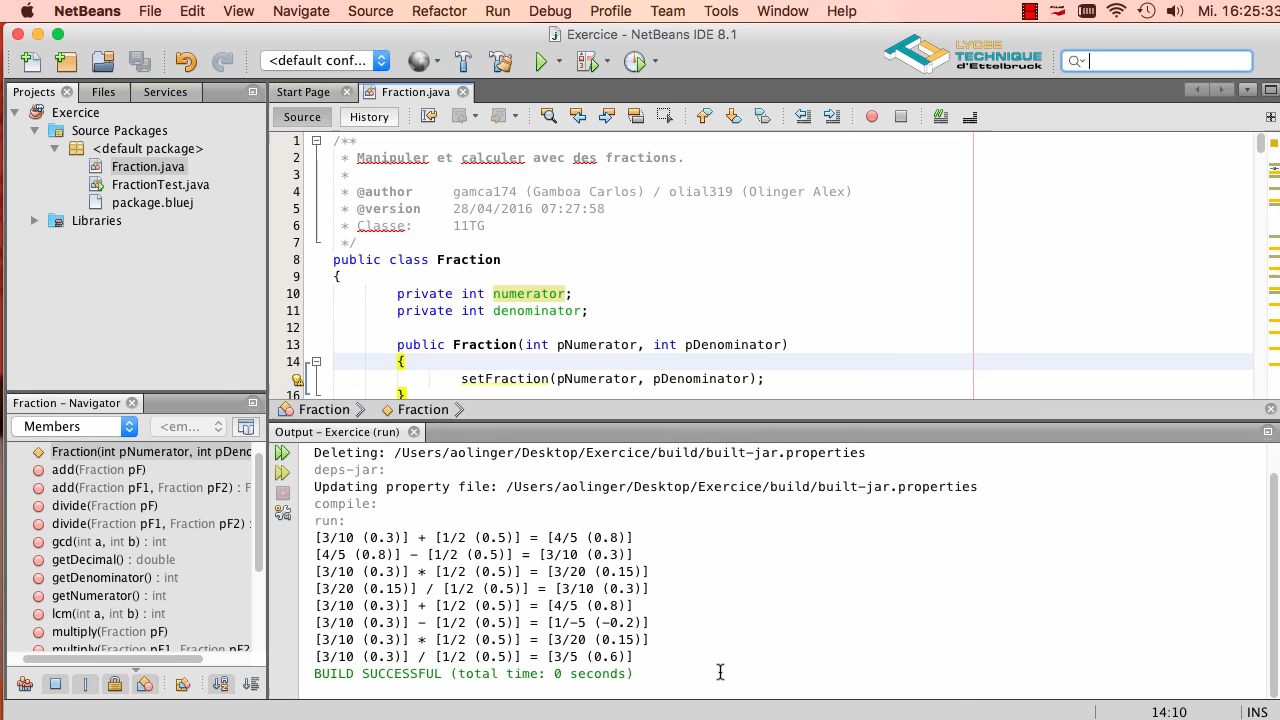 NetBeans File Edit View Navigate Source Refactor Run Debug Profile Team Tools Window Help Mi. 16:25:33
Exercice - NetBeans IDE 8.1
<default conf...
LYCEE
TECHNIQUE
d'Ettelbruck
Projects Files Services
Exercice
Source Packages
<default package>
Fraction.java
FractionTest.java
package.bluej
Libraries
Start Page Fraction.java
Source History
1 /**
2 * Manipuler et calculer avec des fractions.
3 *
4 * @author gamca174 (Gamboa Carlos) / olial319 (Olinger Alex)
5 * @version 28/04/2016 07:27:58
6 * Classe: 11TG
7 */
8 public class Fraction
9 {
10 private int numerator;
11 private int denominator;
12
13 public Fraction(int pNumerator, int pDenominator)
14 {
setFraction(pNumerator, pDenominator);
16 }
Fraction Fraction
Fraction - Navigator
Members <em...
Fraction(int pNumerator, int pDeno
add(Fraction pF)
add(Fraction pF1, Fraction pF2) : F
divide(Fraction pF)
divide(Fraction pF1, Fraction pF2) :
gcd(int a, int b) : int
getDecimal() : double
getDenominator() : int
getNumerator() : int
lcm(int a, int b) : int
multiply(Fraction pF)
multiply(Fraction pF1, Fraction pF2)
Output - Exercice (run)
Deleting: /Users/aolinger/Desktop/Exercice/build/built-jar.properties
deps-jar:
Updating property file: /Users/aolinger/Desktop/Exercice/build/built-jar.properties
compile:
run:
[3/10 (0.3)] + [1/2 (0.5)] = [4/5 (0.8)]
[4/5 (0.8)] - [1/2 (0.5)] = [3/10 (0.3)]
[3/10 (0.3)] * [1/2 (0.5)] = [3/20 (0.15)]
[3/20 (0.15)] / [1/2 (0.5)] = [3/10 (0.3)]
[3/10 (0.3)] + [1/2 (0.5)] = [4/5 (0.8)]
[3/10 (0.3)] - [1/2 (0.5)] = [1/-5 (-0.2)]
[3/10 (0.3)] * [1/2 (0.5)] = [3/20 (0.15)]
[3/10 (0.3)] / [1/2 (0.5)] = [3/5 (0.6)]
BUILD SUCCESSFUL (total time: 0 seconds)
14:10 INS